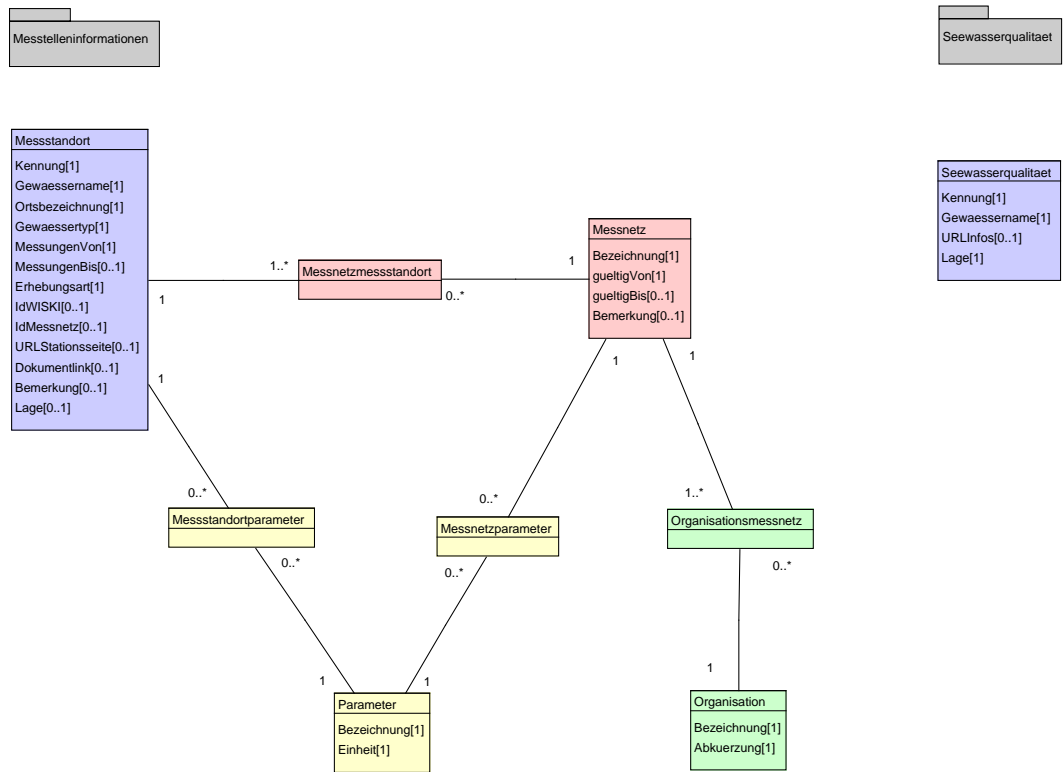 Messtelleninformationen
Seewasserqualitaet
Messstandort
Kennung[1]
Gewaessername[1]
Ortsbezeichnung[1]
Gewaessertyp[1]
MessungenVon[1]
MessungenBis[0..1]
Erhebungsart[1]
IdWISKI[0..1]
IdMessnetz[0..1]
URLStationsseite[0..1]
Dokumentlink[0..1]
Bemerkung[0..1]
Lage[0..1]
Seewasserqualitaet
Kennung[1]
Gewaessername[1]
URLInfos[0..1]
Lage[1]
1..*
1
Messnetzmessstandort
1
0..*
Messnetz
Bezeichnung[1]
gueltigVon[1]
gueltigBis[0..1]
Bemerkung[0..1]
1
1
1
0..*
0..*
1..*
Messstandortparameter
Messnetzparameter
Organisationsmessnetz
0..*
0..*
0..*
1
1
1
Parameter
Bezeichnung[1]
Einheit[1]
Organisation
Bezeichnung[1]
Abkuerzung[1]